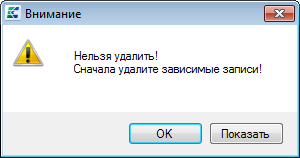 Внимание
Нельзя удалить!
Сначала удалите зависимые записи!
OK
Показать